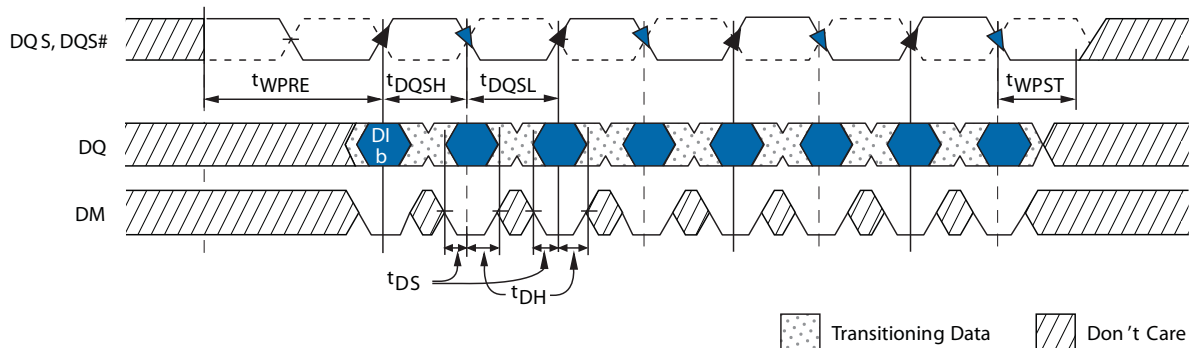 DQS, DQS#
tWPRE
tDQSH
tDQSL
tWPST
DQ
DI
b
DM
tDS
tDH
Transitioning Data
Don't Care